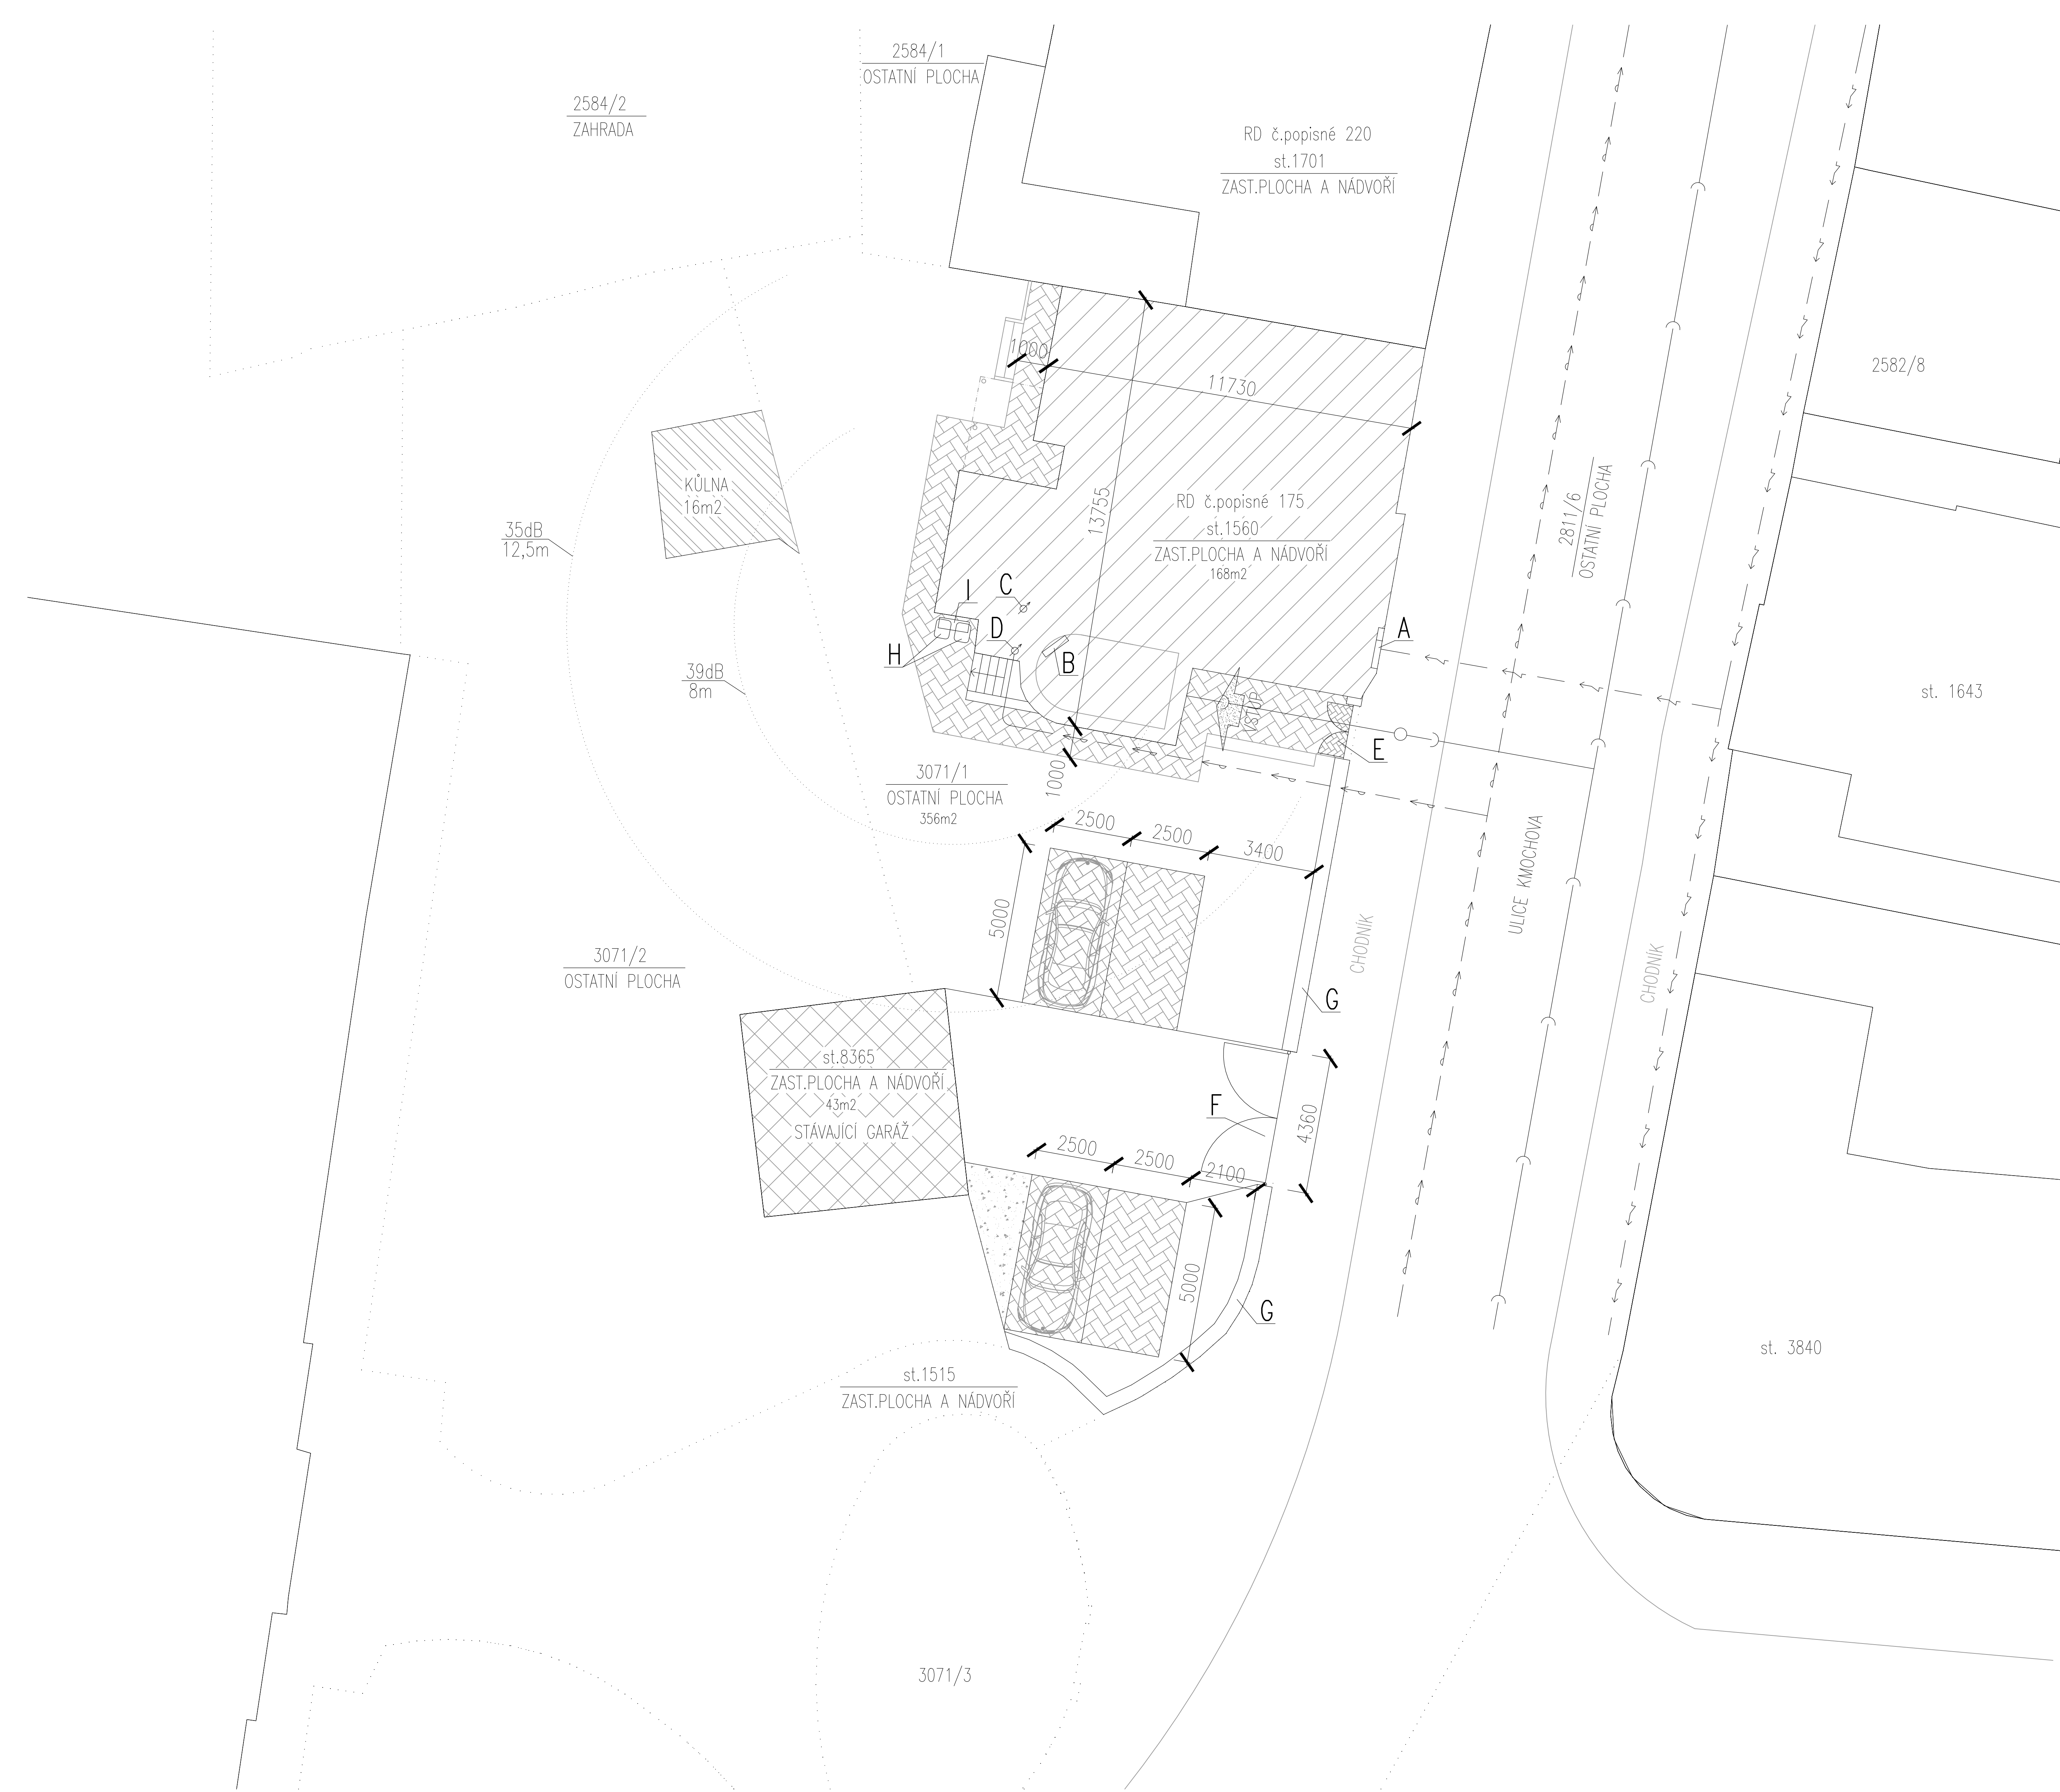 2584/1
OSTATNÍ PLOCHA
2584/2
ZAHRADA
RD č.popisné 220
st.1701
ZAST.PLOCHA A NÁDVOŘÍ
1000
11730
2582/8
13755
KŮLNA
16m2
RD č.popisné 175
st.1560
ZAST.PLOCHA A NÁDVOŘÍ
168m2
2811/6
OSTATNÍ PLOCHA
35dB
12,5m
I
C
D
A
H
B
39dB
8m
VSTUP
st. 1643
E
3071/1
OSTATNÍ PLOCHA
356m2
1000
2500
2500
3400
5000
ULICE KMOCHOVA
CHODNÍK
CHODNÍK
3071/2
OSTATNÍ PLOCHA
G
st.8365
ZAST.PLOCHA A NÁDVOŘÍ
43m2
STÁVAJÍCÍ GARÁŽ
F
4360
2500
2500
2100
5000
G
st. 3840
st.1515
ZAST.PLOCHA A NÁDVOŘÍ
3071/3